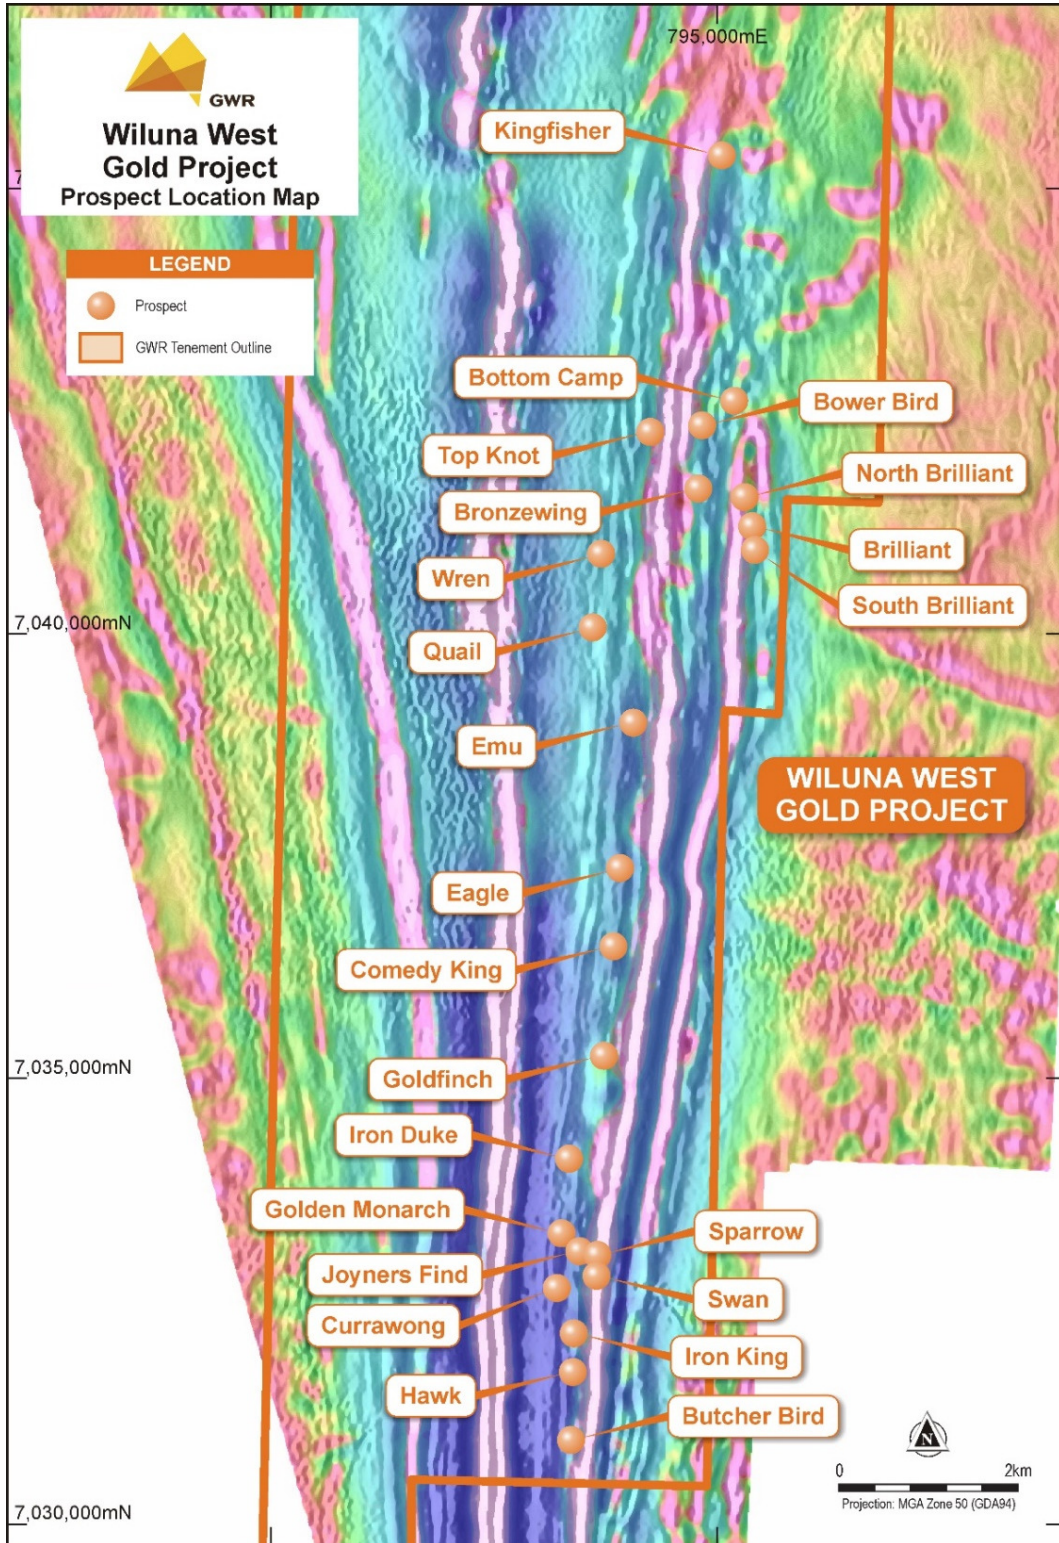 795,000mE
GWR
Wiluna West
Gold Project
Prospect Location Map
Kingfisher
7
LEGEND
Prospect
GWR Tenement Outline
Bottom Camp
Bower Bird
Top Knot
North Brilliant
Bronzewing
Brilliant
Wren
South Brilliant
7,040,000mN
Quail
Emu
WILUNA WEST
GOLD PROJECT
Eagle
Comedy King
7,035,000mN
Goldfinch
Iron Duke
Golden Monarch
Sparrow
Joyners Find
Swan
Currawong
Iron King
Hawk
Butcher Bird
N
0 2km
Projection: MGA Zone 50 (GDA94)
7,030,000mN